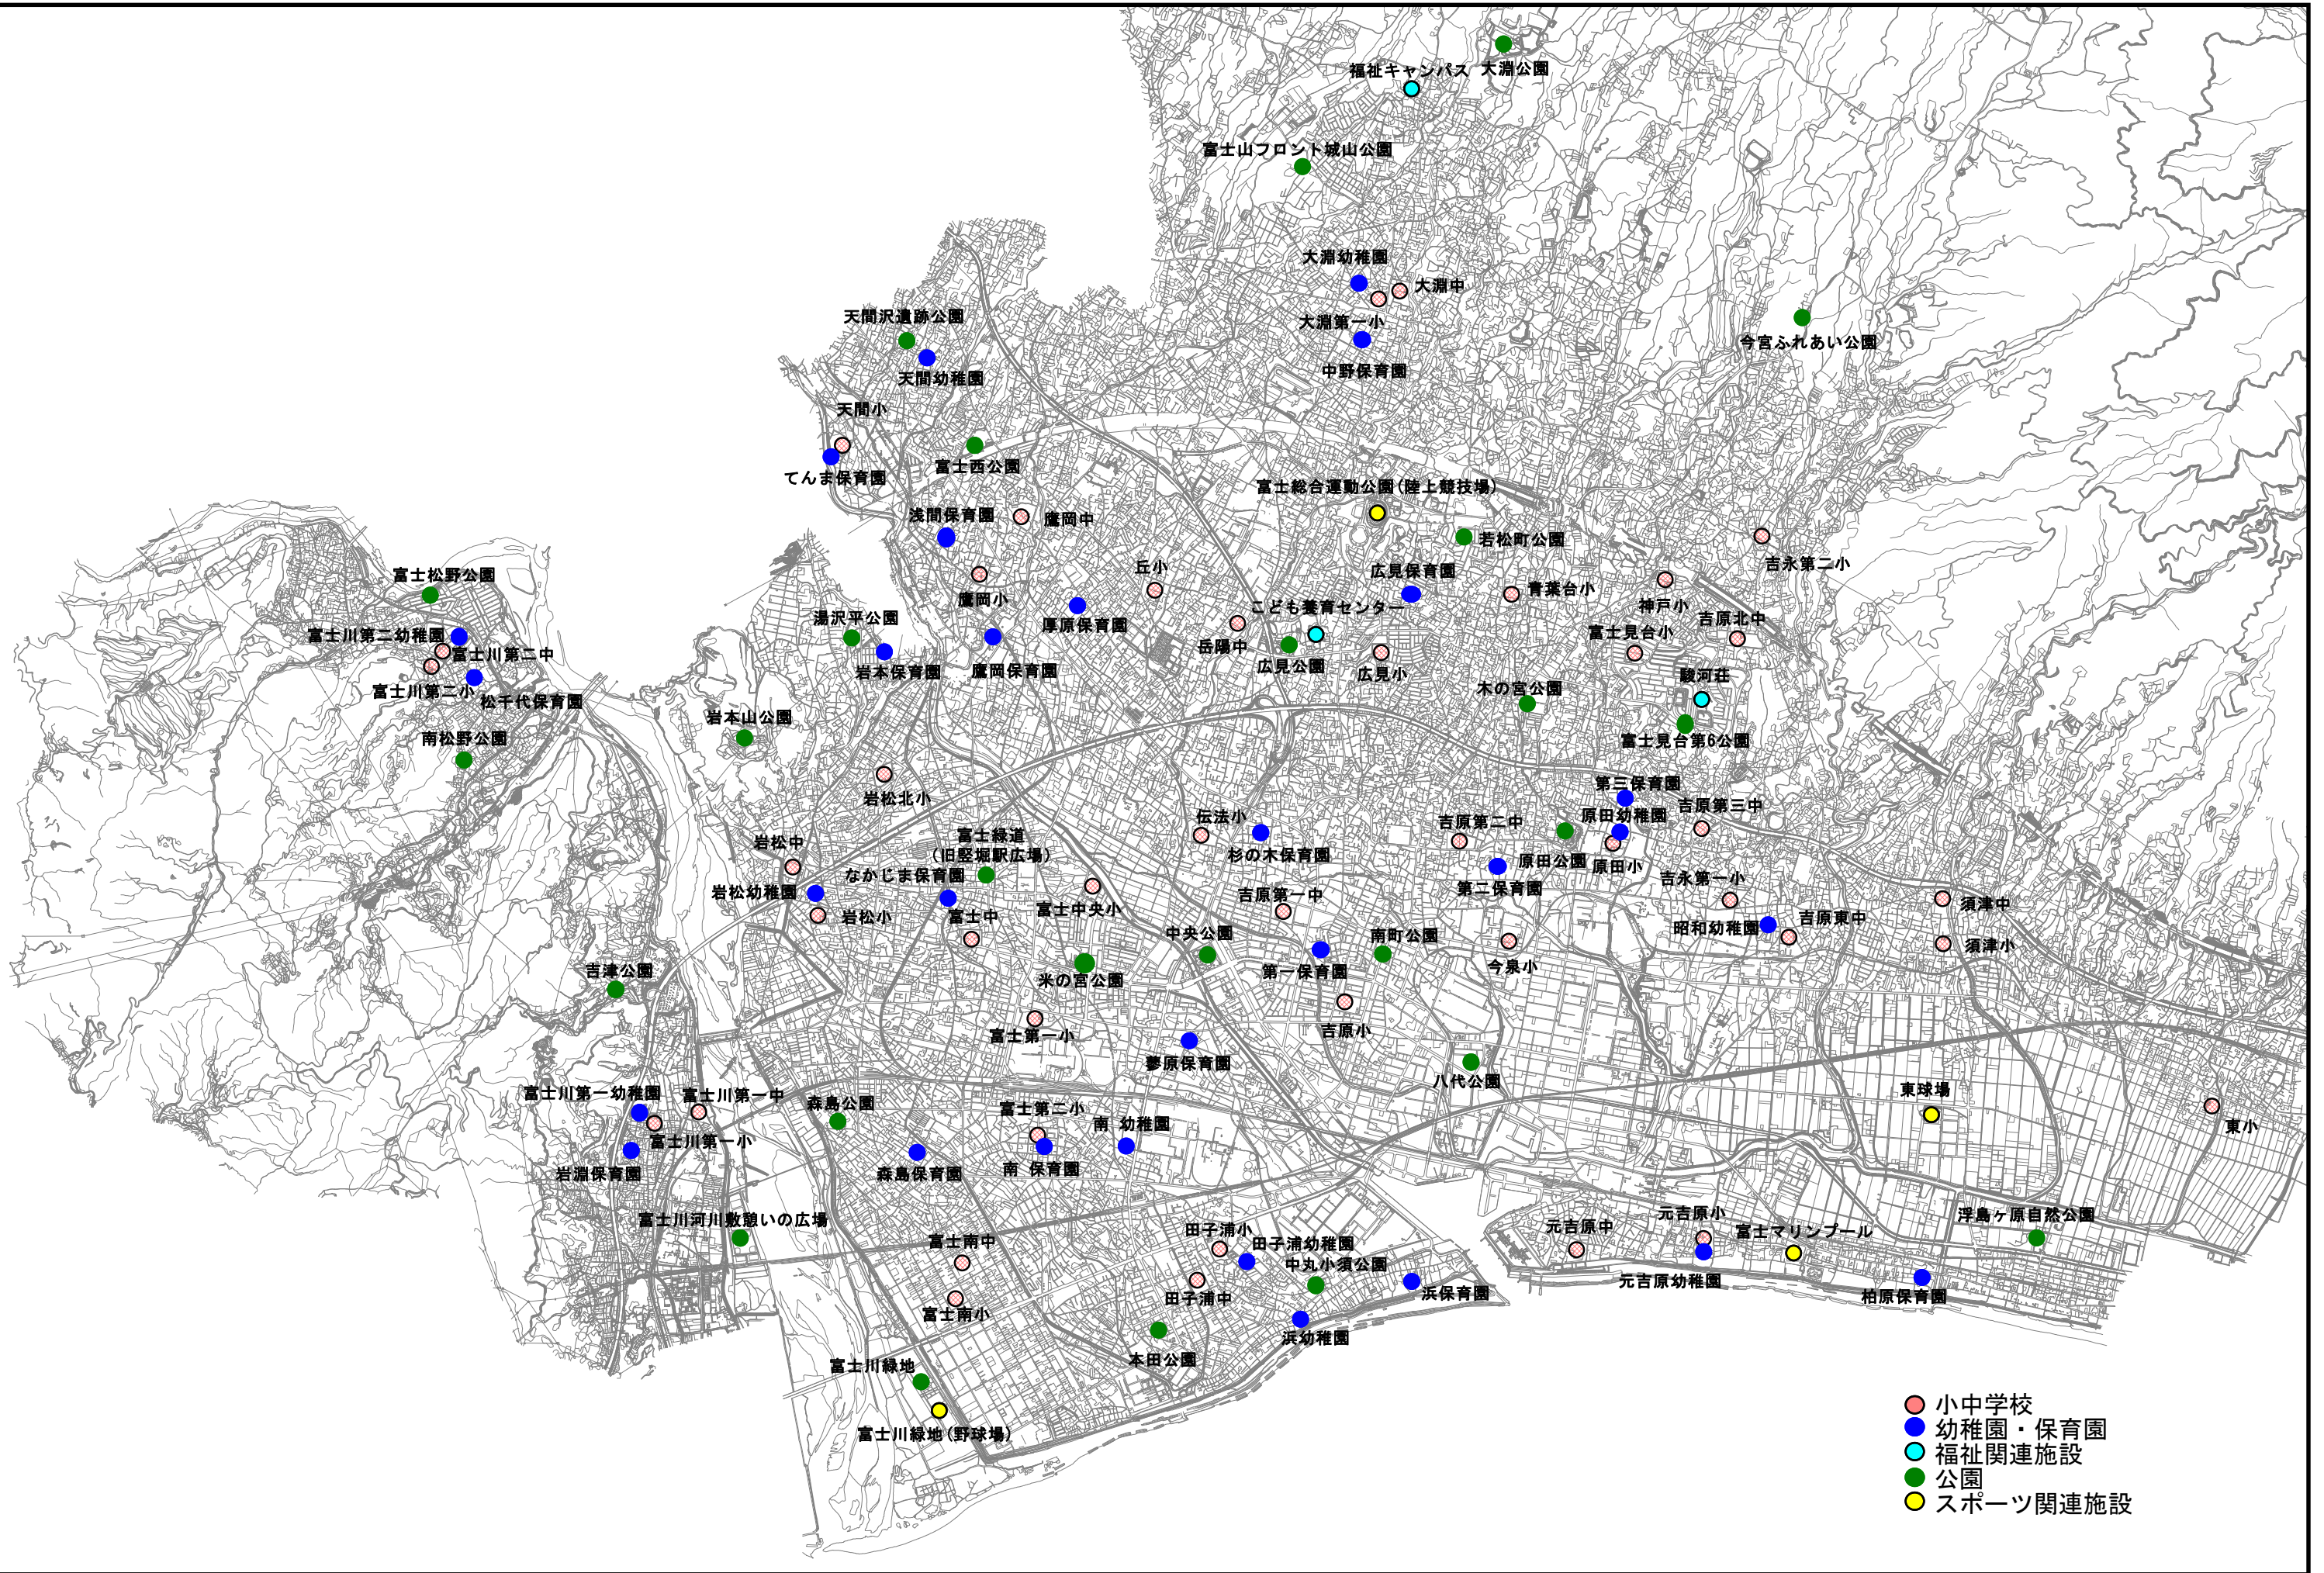 大淵公園
福祉キャンパス
富士山フロント城山公園
大淵幼稚園
大淵中
天間沢遺跡公園
大淵第一小
今宮ふれあい公園
中野保育園
天間幼稚園
天間小
富士西公園
てんま保育園
富士総合運動公園(陸上競技場)
浅間保育園
鷹岡中
若松町公園
吉永第二小
丘小
広見保育園
富士松野公園
青葉台小
鷹岡小
神戸小
こども養育センター
湯沢平公園
厚原保育園
吉原北中
富士見台小
富士川第二幼稚園
富士川第二中
岳陽中
広見公園
岩本保育園
鷹岡保育園
広見小
駿河荘
富士川第二小
木の宮公園
松千代保育園
岩本山公園
南松野公園
富士見台第6公園
第三保育園
岩松北小
吉原第三中
伝法小
原田幼稚園
吉原第二中
富士緑道
(旧竪堀駅広場)
岩松中
杉の木保育園
原田公園
原田小
なかじま保育園
吉永第一小
第二保育園
岩松幼稚園
吉原第一中
須津中
富士中央小
岩松小
富士中
吉原東中
昭和幼稚園
中央公園
南町公園
須津小
今泉小
吉津公園
第一保育園
米の宮公園
吉原小
富士第一小
蓼原保育園
八代公園
東球場
富士川第一幼稚園
富士川第一中
森島公園
富士第二小
南 幼稚園
東小
富士川第一小
南 保育園
岩淵保育園
森島保育園
富士川河川敷憩いの広場
元吉原小
浮島ヶ原自然公園
元吉原中
田子浦小
富士マリンプール
富士南中
田子浦幼稚園
中丸小須公園
元吉原幼稚園
浜保育園
柏原保育園
田子浦中
富士南小
浜幼稚園
本田公園
富士川緑地
富士川緑地(野球場)
小中学校
幼稚園・保育園
福祉関連施設
公園
スポーツ関連施設